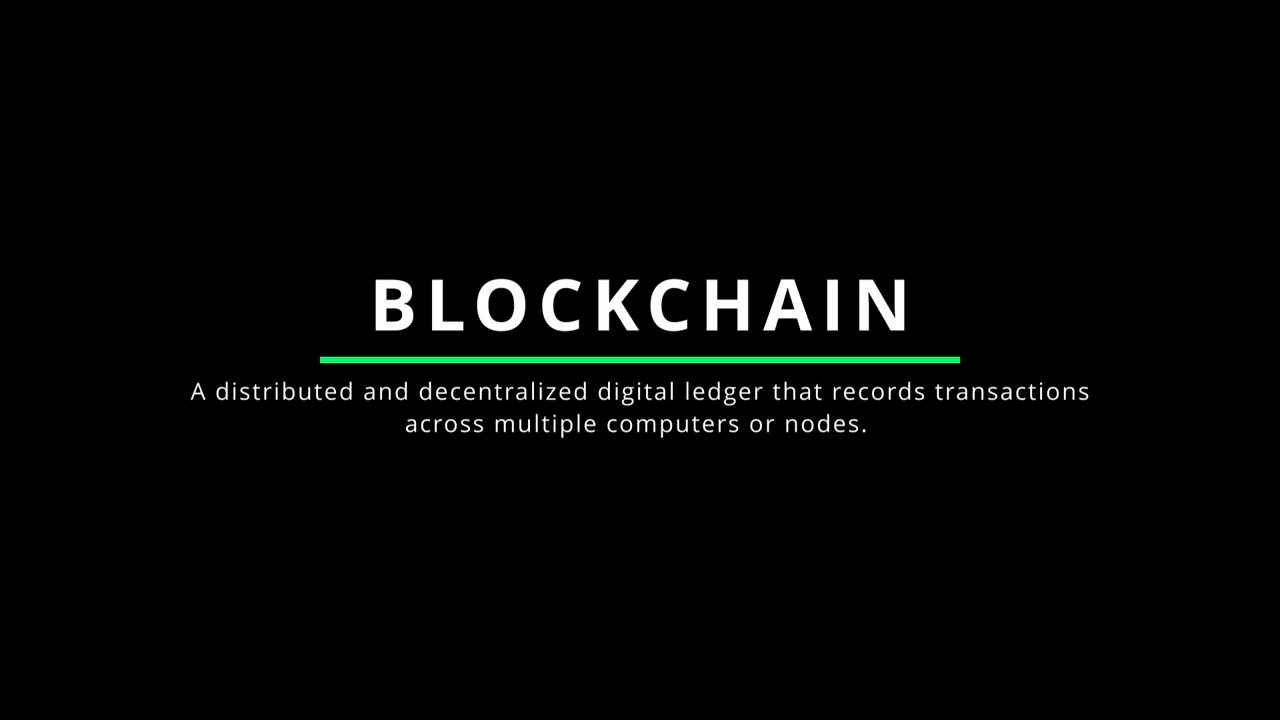 BLOCKCHAIN
A distributed and decentralized digital ledger that records transactions
across multiple computers or nodes.